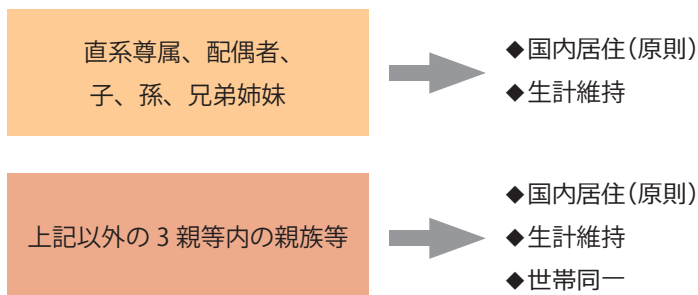 直系尊属、配偶者、
子、孫、兄弟姉妹
◆国内居住(原則)
◆生計維持
上記以外の3親等内の親族等
◆国内居住(原則)
◆生計維持
◆世帯同一